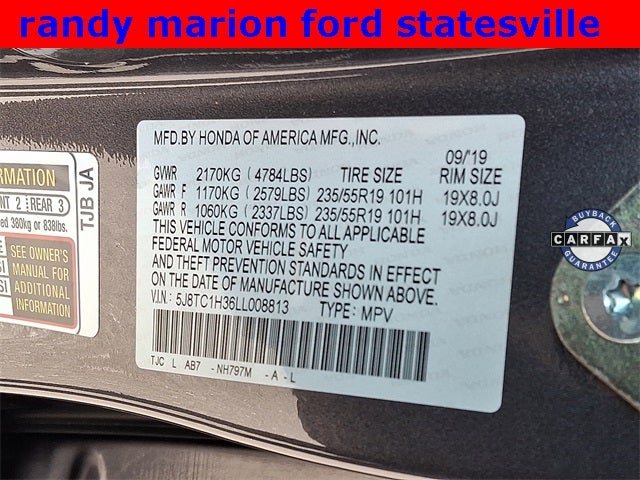 randy marion ford statesville
MFD.BY HONDA OF AMERICA MFG.,INC.
09/'19
GVWR 2170KG (4784LBS) TIRE SIZE RIM SIZE
GAWR F 1170KG (2579LBS) 235/55R19 101H 19X8.0J
GAWR R 1060KG (2337LBS) 235/55R19 101H 19X8.0J
THIS VEHICLE CONFORMS TO ALL APPLICABLE
FEDERAL MOTOR VEHICLE SAFETY
AND THEFT PREVENTION STANDARDS IN EFFECT
ON THE DATE OF MANUFACTURE SHOWN ABOVE.
V.I.N.: 5J8TC1H36LL008813 TYPE: MPV
TJC L AB7 - NH797M - A - L
RMATION
NT 2 REAR 3
ed 380kg or 838lbs.
SEE OWNER'S
MANUAL FOR
ADDITIONAL
INFORMATION
TJB JA
BUYBACK
CARFAX
GUARANTEE